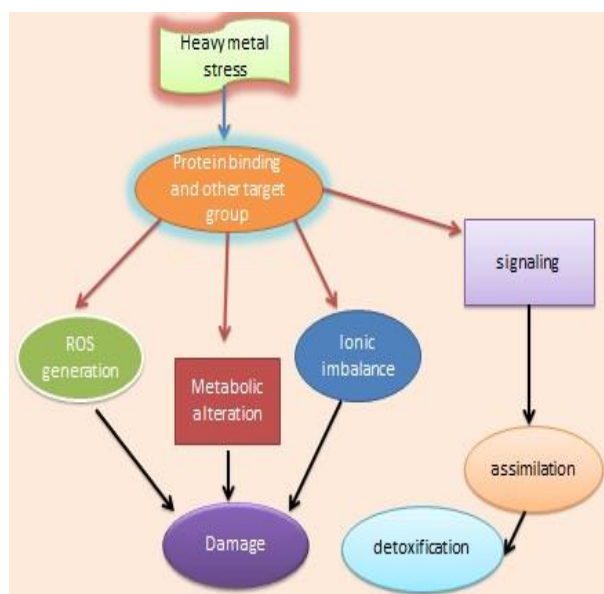 Heavy metal
stress
Protein binding
and other target
group
signaling
ROS
generation
Metabolic
alteration
Ionic
imbalance
assimilation
Damage
detoxification